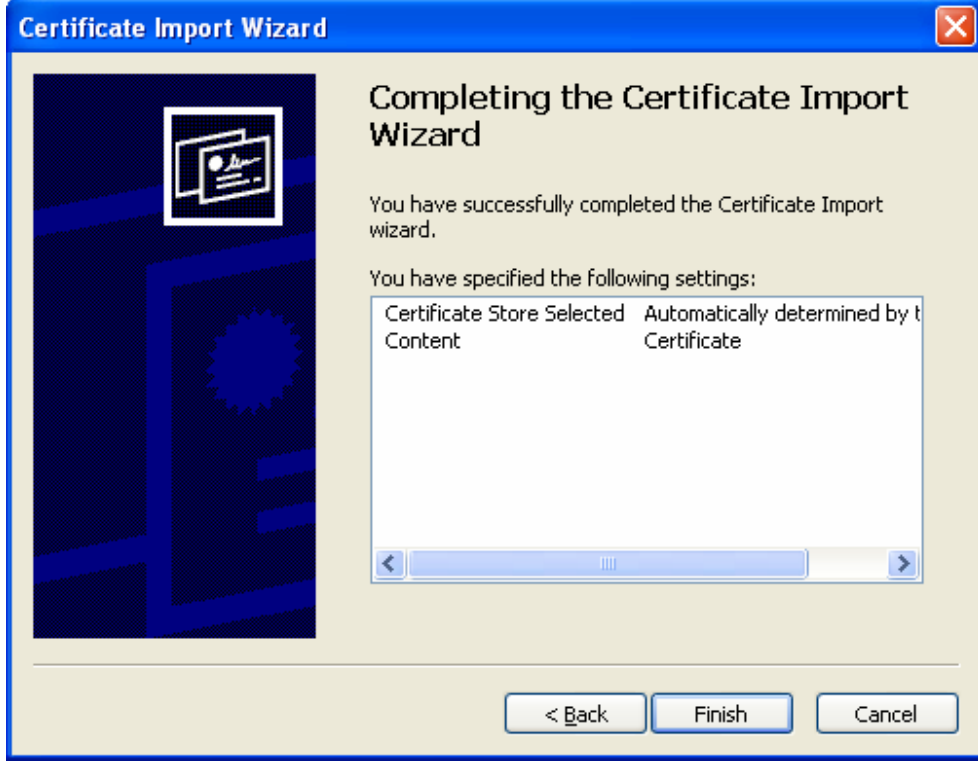 Certificate Import Wizard
Completing the Certificate Import
Wizard
You have successfully completed the Certificate Import
wizard.
You have specified the following settings:
Certificate Store Selected Automatically determined by t
Content Certificate
< Back Finish Cancel